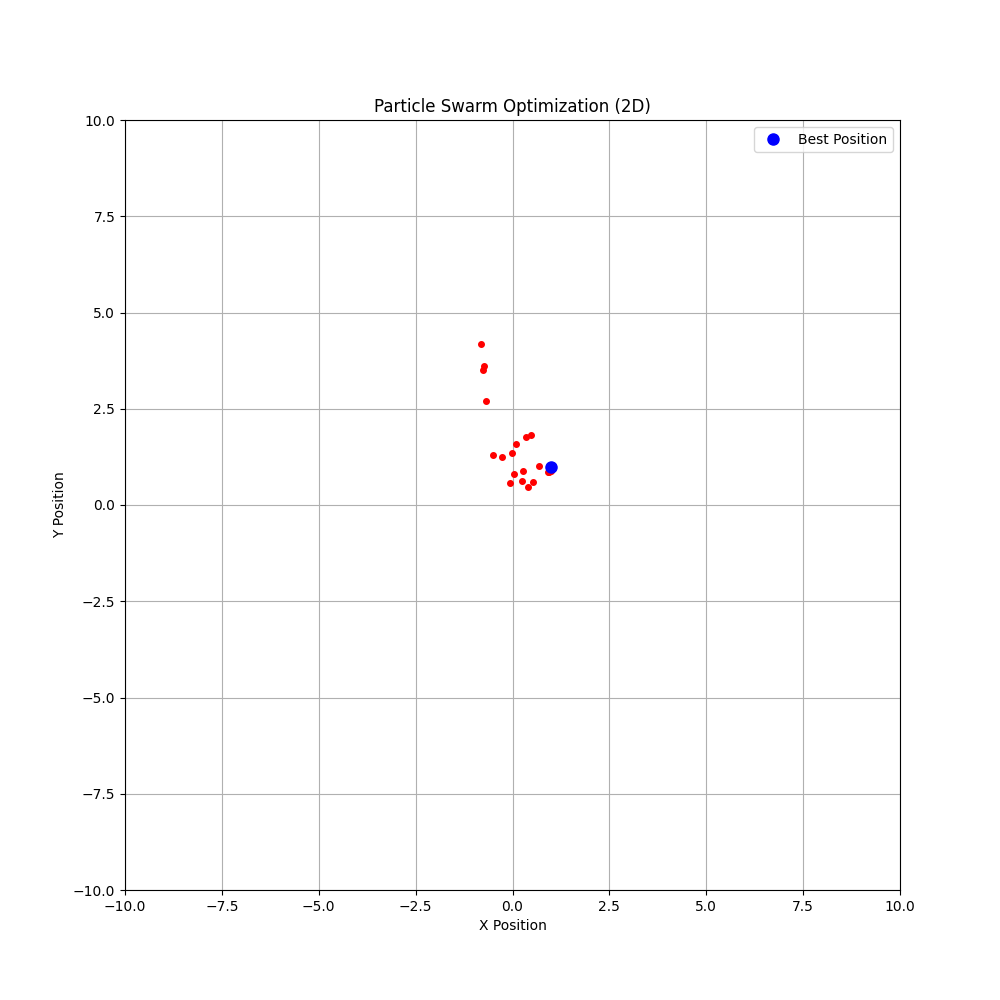 Particle Swarm Optimization (2D)
Best Position
10.0
7.5
5.0
2.5
0.0
−2.5
−5.0
−7.5
−10.0
Y Position
−10.0 −7.5 −5.0 −2.5 0.0 2.5 5.0 7.5 10.0
X Position